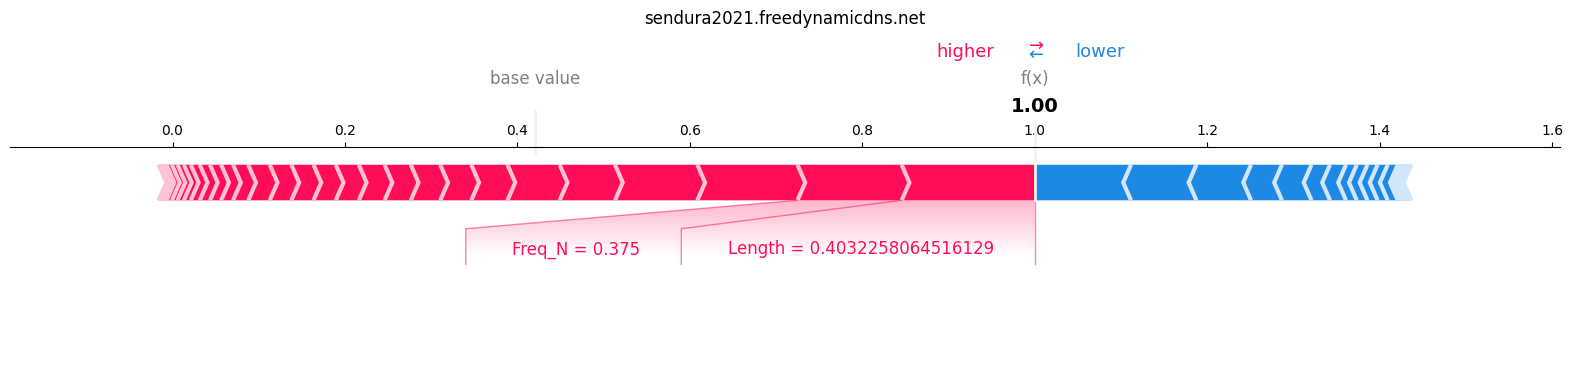 sendura2021.freedynamicdns.net
higher ⇄ lower
base value f(x)
1.00
0.0 0.2 0.4 0.6 0.8 1.0 1.2 1.4 1.6
Freq_N = 0.375 Length = 0.4032258064516129